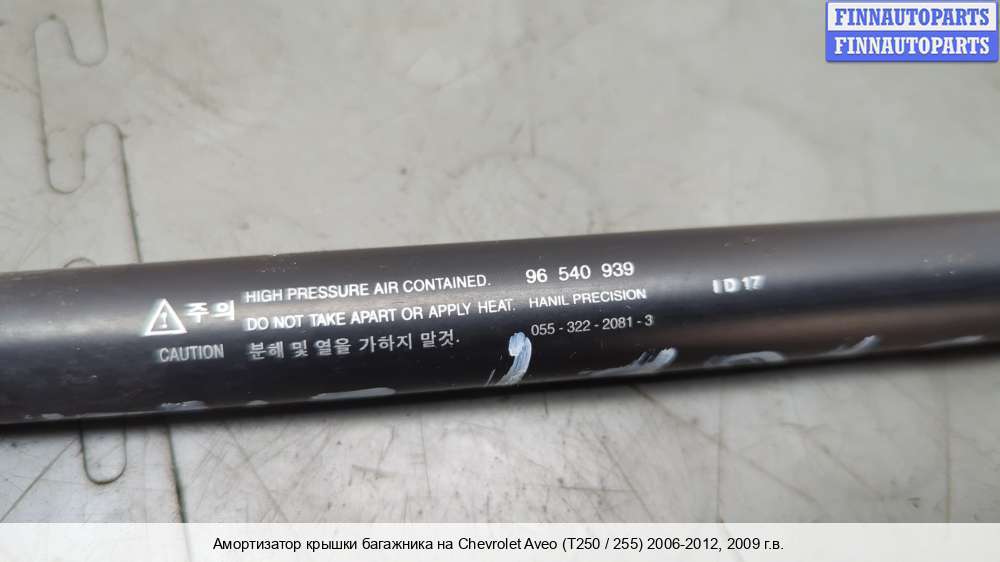 FINNAUTOPARTS
FINNAUTOPARTS
주의
CAUTION
HIGH PRESSURE AIR CONTAINED.
DO NOT TAKE APART OR APPLY HEAT.
분해 및 열을 가하지 말것.
96 540 939
HANIL PRECISION
055-322-2081-3
I D 17
Амортизатор крышки багажника на Chevrolet Aveo (T250 / 255) 2006-2012, 2009 г.в.